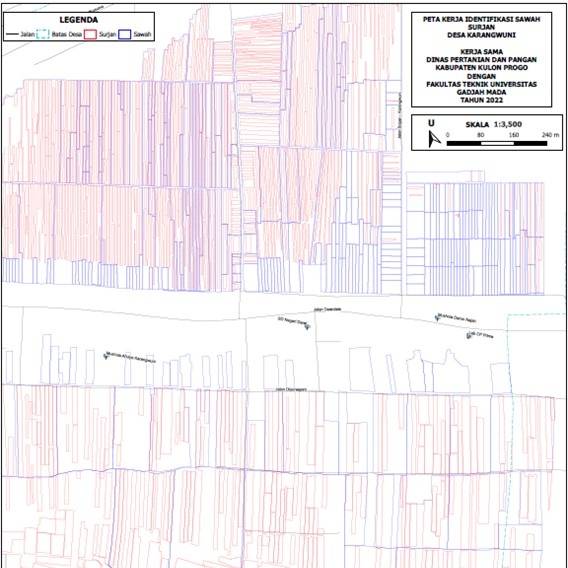 LEGENDA
Jalan Batas Desa Surjan Sawah
PETA KERJA IDENTIFIKASI SAWAH
SURJAN
DESA KARANGWUNI
KERJA SAMA
DINAS PERTANIAN DAN PANGAN
KABUPATEN KULON PROGO
DENGAN
FAKULTAS TEKNIK UNIVERSITAS
GADJAH MADA
TAHUN 2022
U
SKALA 1:3,500
0 80 160 240 m
Jalan Daendels